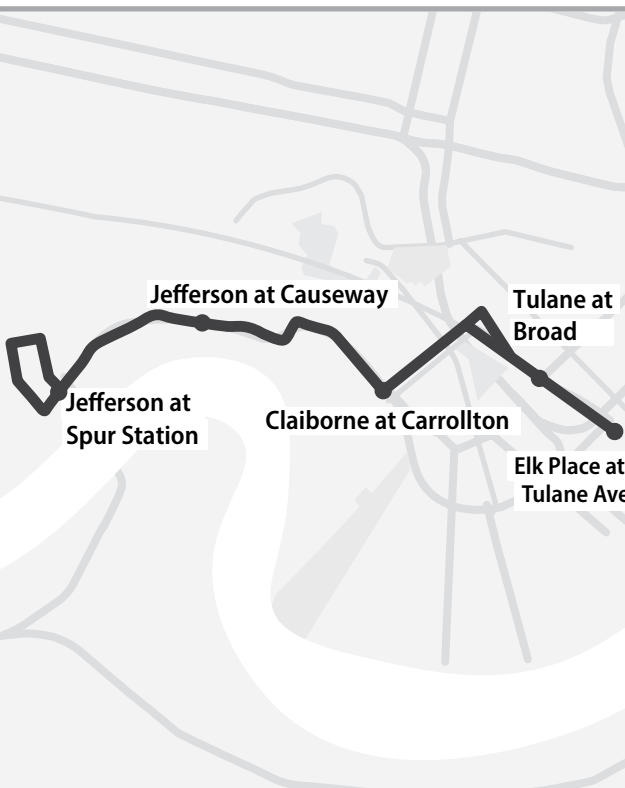 Jefferson at Causeway
Tulane at
Broad
Jefferson at
Spur Station
Claiborne at Carrollton
Elk Place at
Tulane Ave